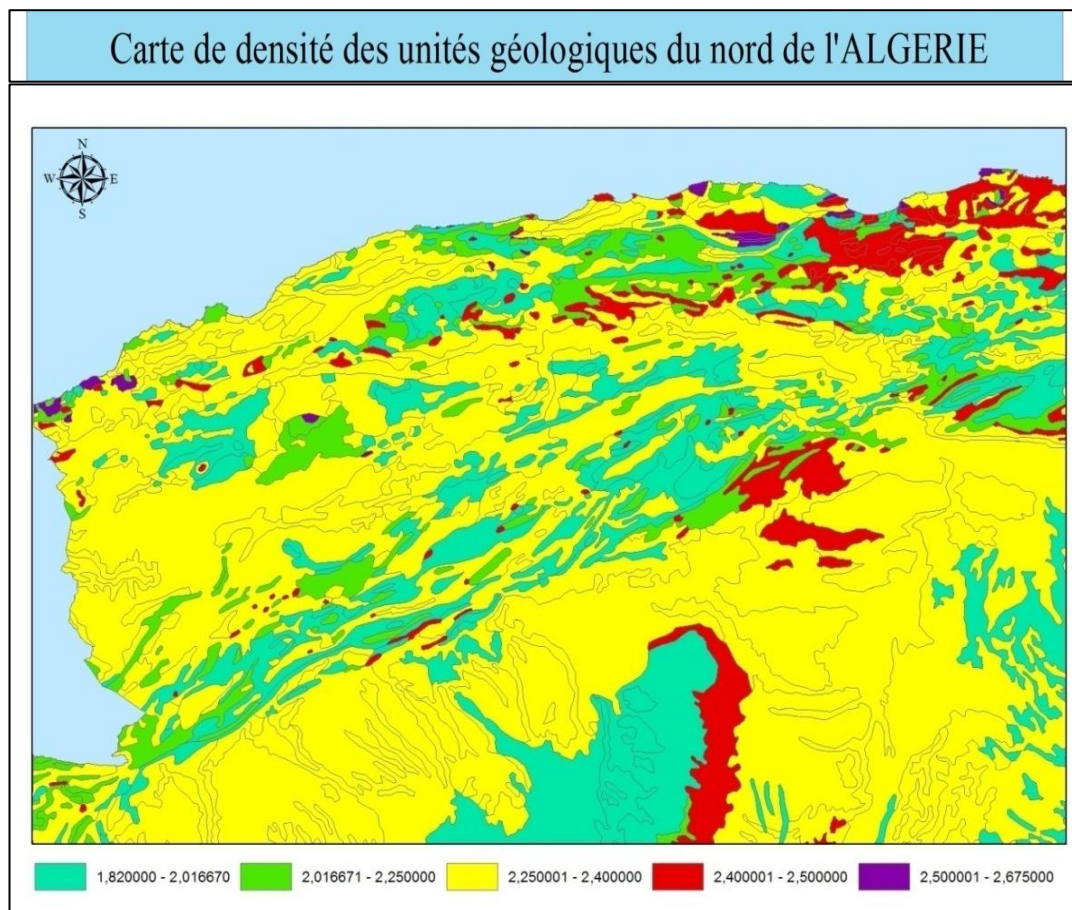 Carte de densité des unités géologiques du nord de l'ALGERIE
N
W E
S
1,820000 - 2,016670 2,016671 - 2,250000 2,250001 - 2,400000 2,400001 - 2,500000 2,500001 - 2,675000